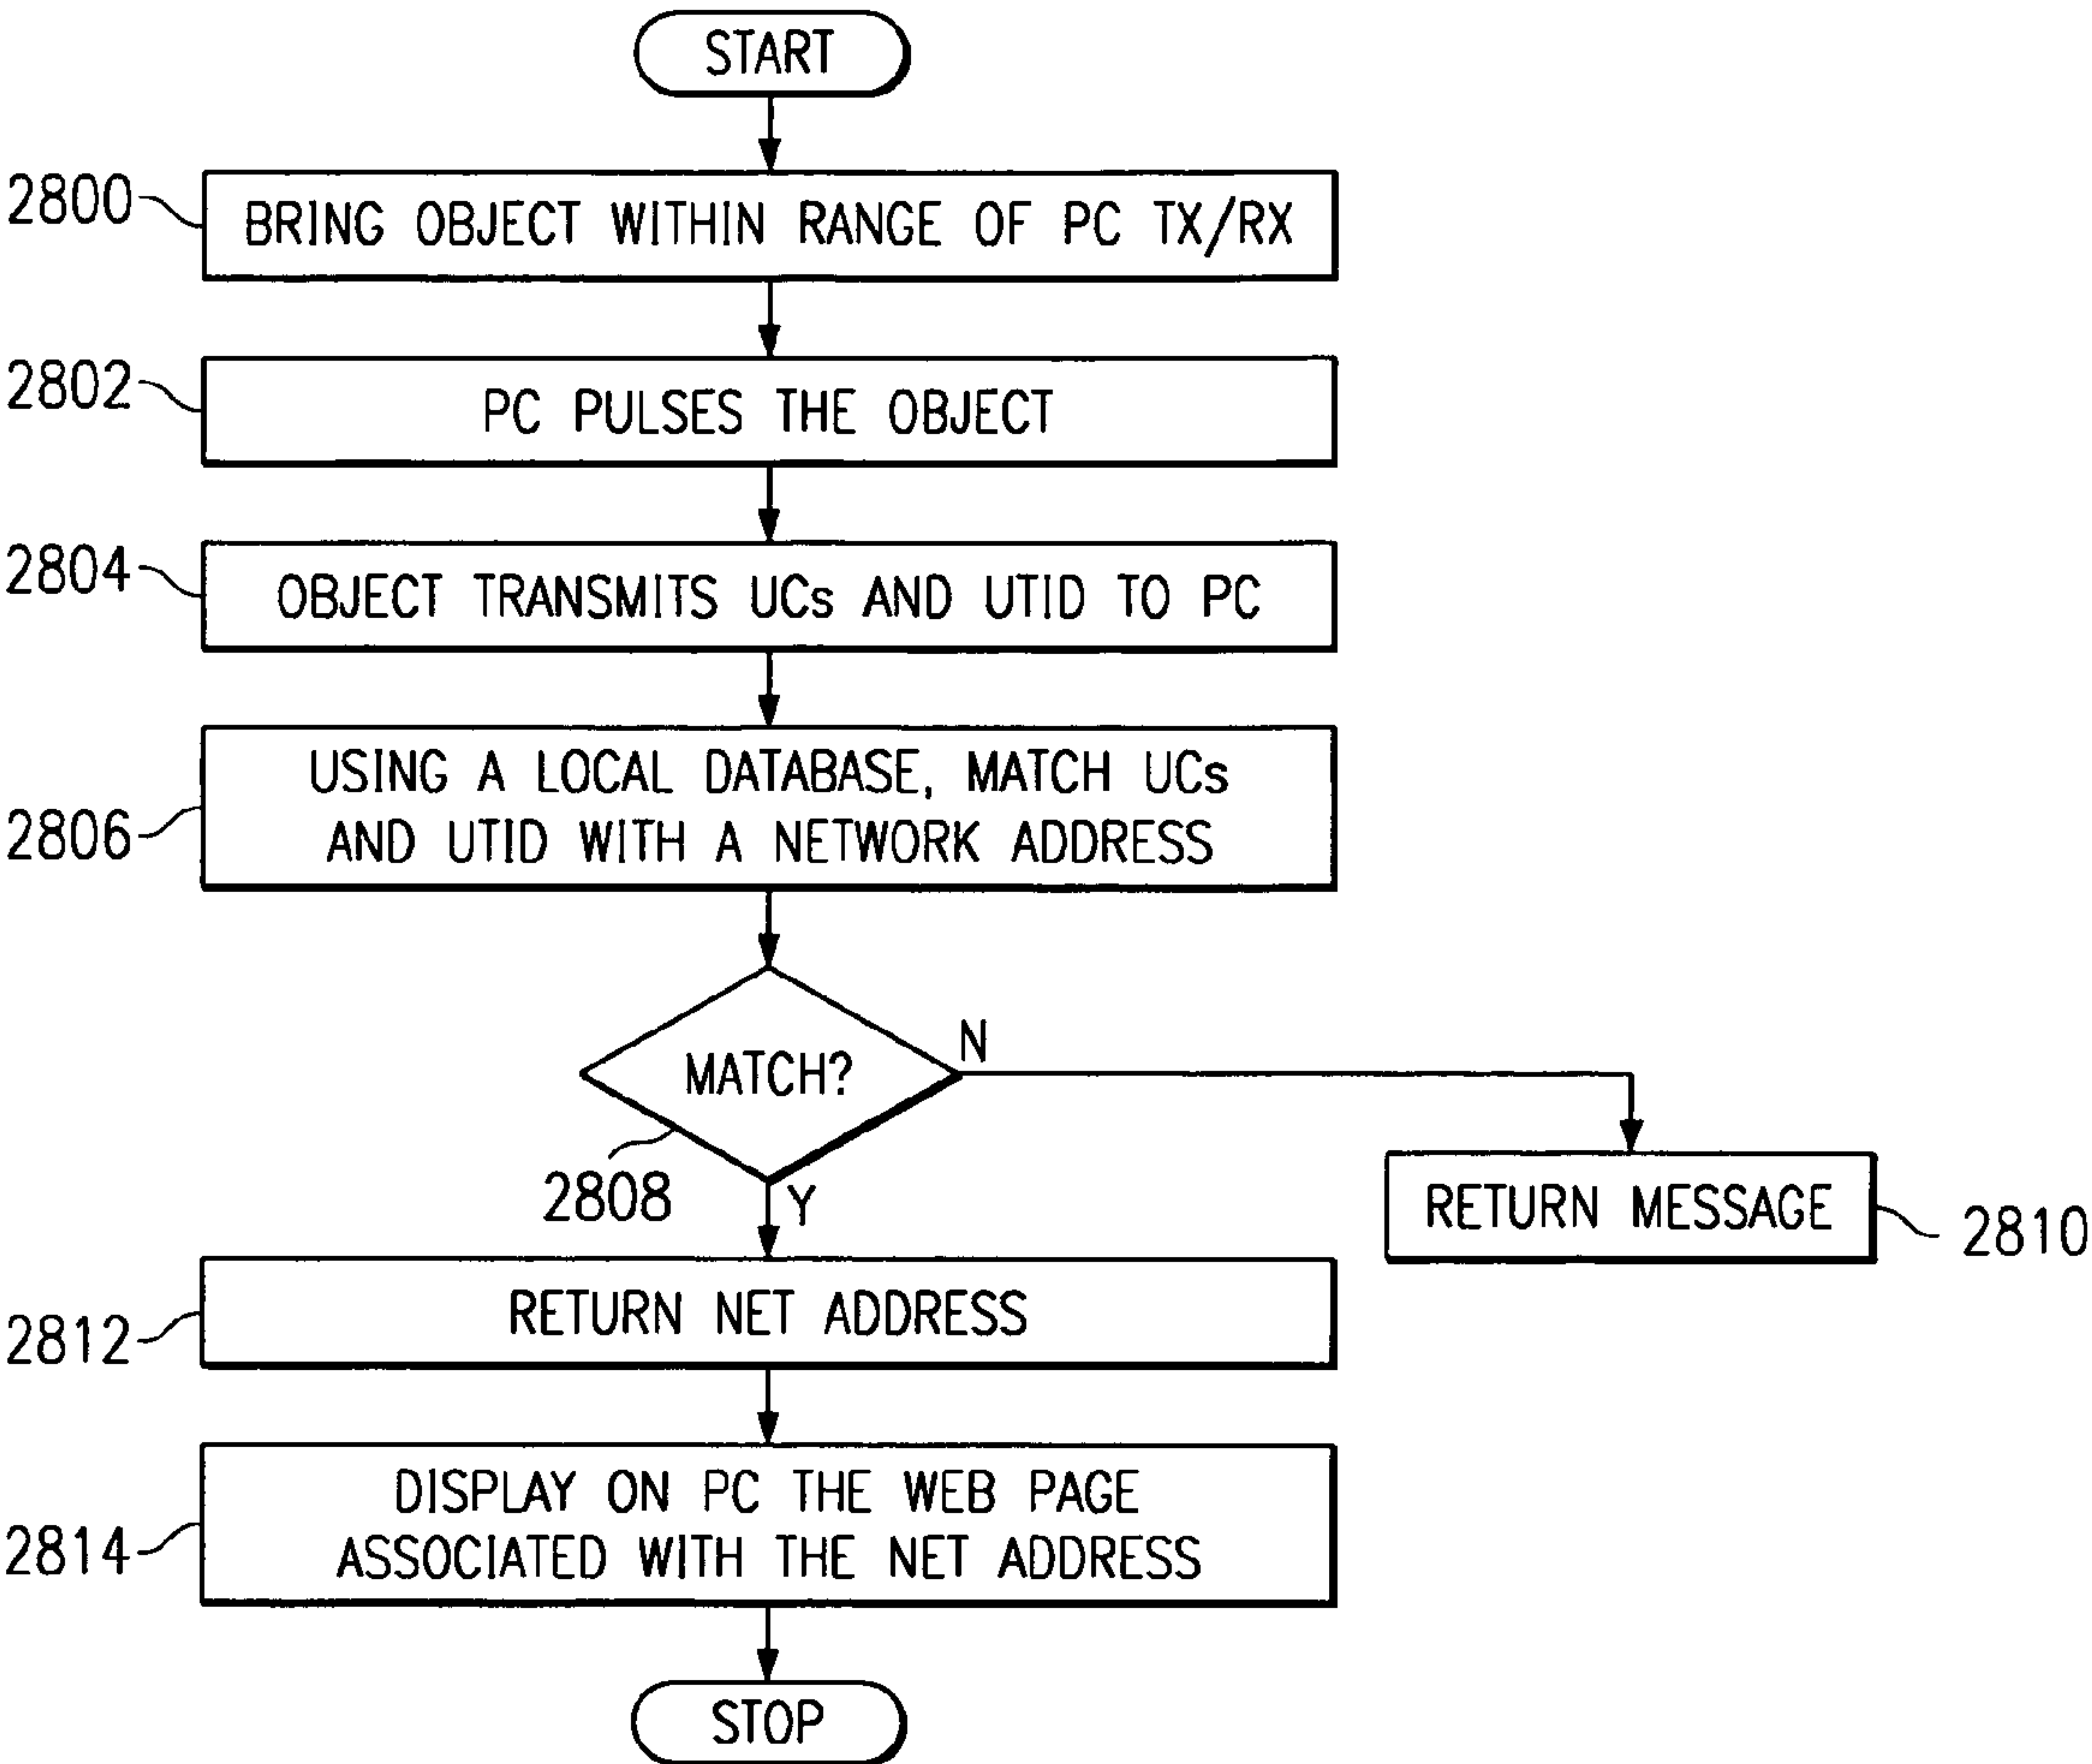 START
2800
BRING OBJECT WITHIN RANGE OF PC TX/RX
2802
PC PULSES THE OBJECT
2804
OBJECT TRANSMITS UCs AND UTID TO PC
2806
USING A LOCAL DATABASE, MATCH UCs
AND UTID WITH A NETWORK ADDRESS
MATCH?
N
2808
Y
RETURN MESSAGE
2810
2812
RETURN NET ADDRESS
2814
DISPLAY ON PC THE WEB PAGE
ASSOCIATED WITH THE NET ADDRESS
STOP